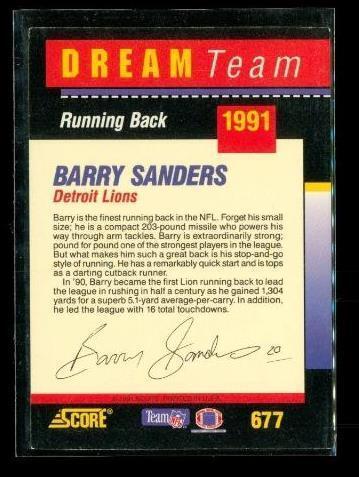 DREAM Team
Running Back
1991
BARRY SANDERS
Detroit Lions
Barry is the finest running back in the NFL. Forget his small
size; he is a compact 203-pound missile who powers his
way through arm tackles. Barry is extraordinarily strong;
pound for pound one of the strongest players in the league.
But what makes him such a great back is his stop-and-go
style of running. He has a remarkably quick start and is tops
as a darting cutback runner.
In '90, Barry became the first Lion running back to lead
the league in rushing in half a century as he gained 1,304
yards for a superb 5.1-yard average-per-carry. In addition,
he led the league with 16 total touchdowns.
Barry Sanders 20
© 1991 SCORE, PRINTED IN U.S.A.
SCORE®
Team NFL
677